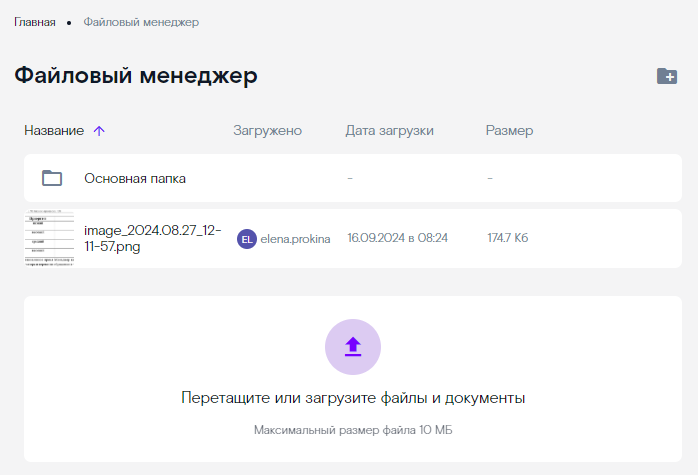 Главная • Файловый менеджер
Файловый менеджер
Название Загружено Дата загрузки Размер
Основная папка - -
image_2024.08.27_12-
11-57.png
EL elena.prokina 16.09.2024 в 08:24 174.7 Кб
Перетащите или загрузите файлы и документы
Максимальный размер файла 10 МБ